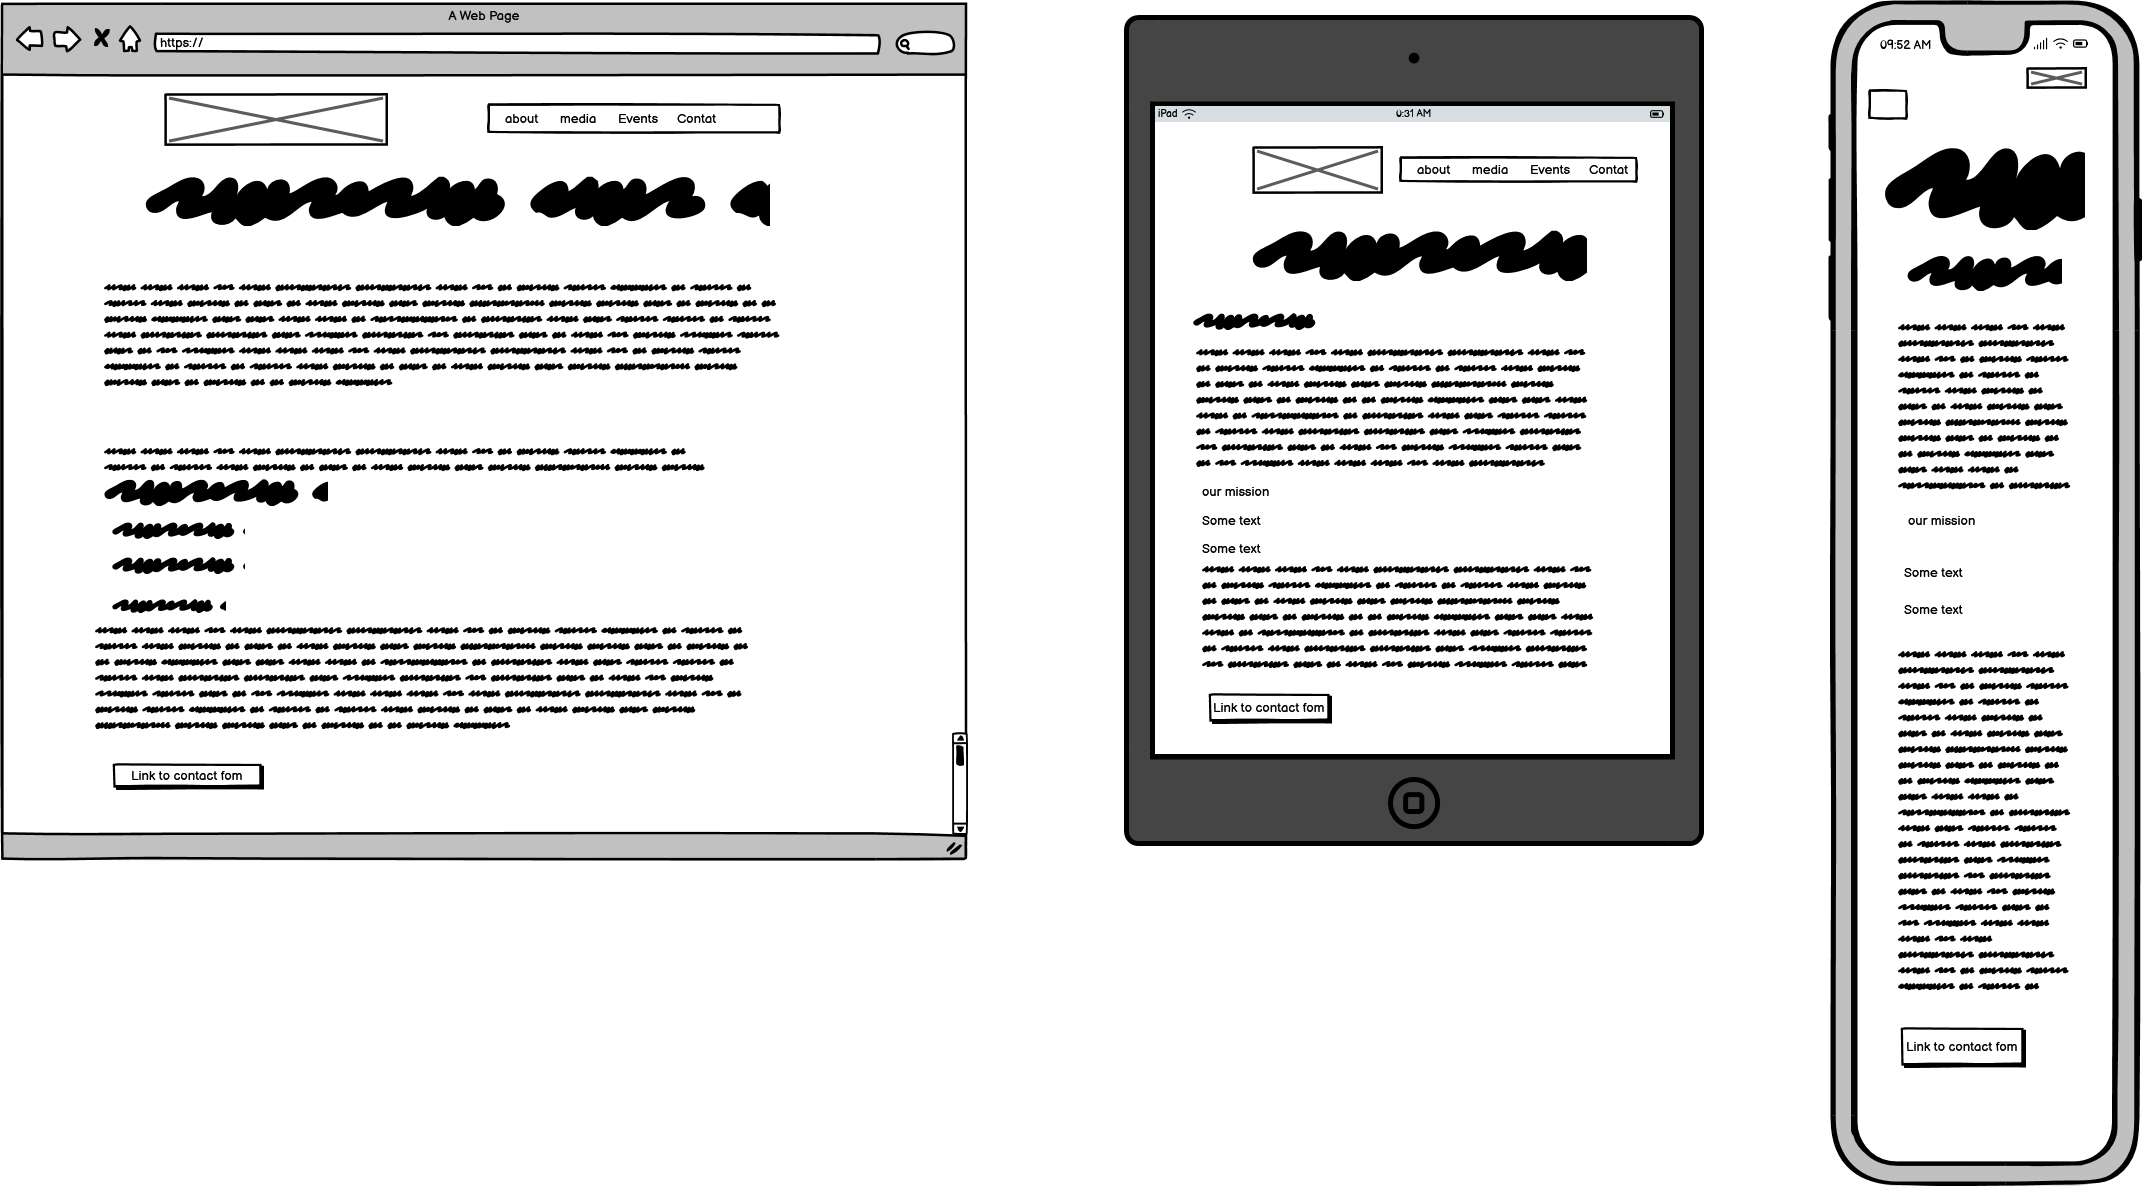 A Web Page
https://
about media Events Contat
Link to contact fom
iPad 0:31 AM
about media Events Contat
our mission
Some text
Some text
Link to contact fom
09:52 AM
our mission
Some text
Some text
Link to contact fom